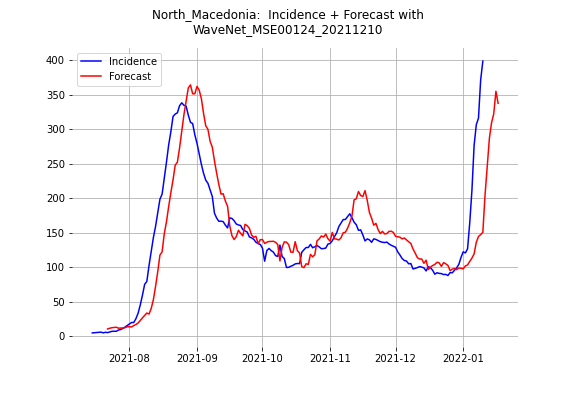 North_Macedonia:  Incidence + Forecast with
WaveNet_MSE00124_20211210
Incidence
Forecast
400
350
300
250
200
150
100
50
0
2021-08 2021-09 2021-10 2021-11 2021-12 2022-01